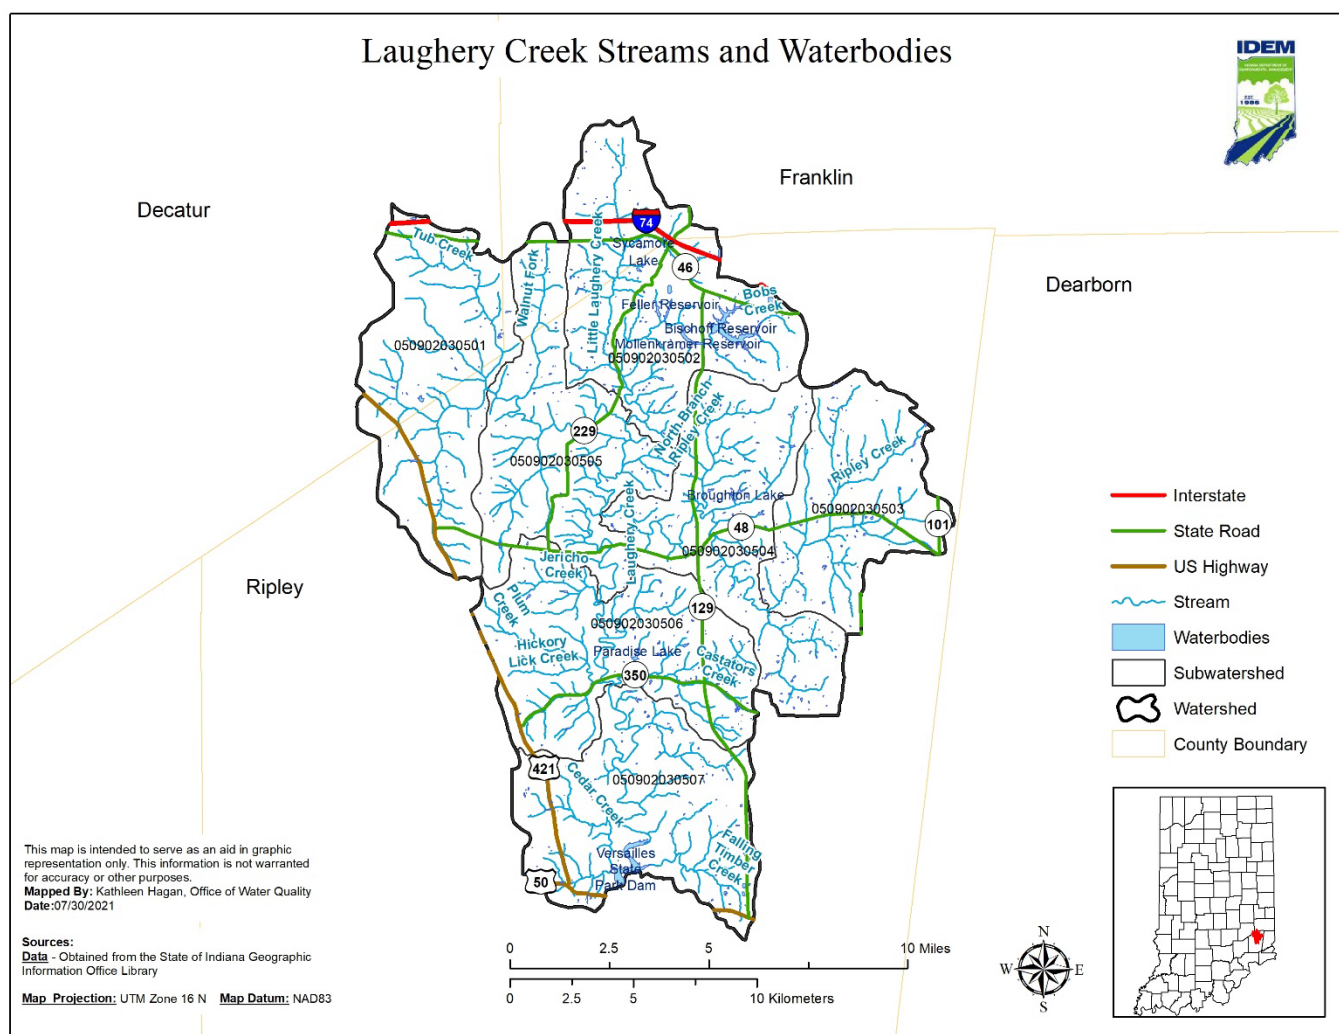 Laughery Creek Streams and Waterbodies
IDEM
INDIANA DEPARTMENT OF
ENVIRONMENTAL MANAGEMENT
EST.
1986
Franklin
Decatur
Dearborn
Ripley
74
Tub Creek
Walnut Fork
Little Laughery Creek
Sycamore
Lake
46
Bobs
Creek
Feller Reservoir
Bischoff Reservoir
Mollenkramer Reservoir
050902030501
050902030502
229
North Branch
Ripley Creek
050902030505
Ripley Creek
Broughton Lake
050902030503
48
101
050902030504
Laughery Creek
Jericho
Creek
Plum
Creek
129
050902030506
Hickory
Lick Creek
Paradise Lake
Castators
Creek
350
421
Cedar Creek
050902030507
Versailles
State
Park Dam
Falling
Timber
Creek
50
Interstate
State Road
US Highway
Stream
Waterbodies
Subwatershed
Watershed
County Boundary
This map is intended to serve as an aid in graphic
representation only. This information is not warranted
for accuracy or other purposes.
Mapped By: Kathleen Hagan, Office of Water Quality
Date:07/30/2021
Sources:
Data - Obtained from the State of Indiana Geographic
Information Office Library
Map Projection: UTM Zone 16 N Map Datum: NAD83
0 2.5 5 10 Miles
0 2.5 5 10 Kilometers
N
W E
S